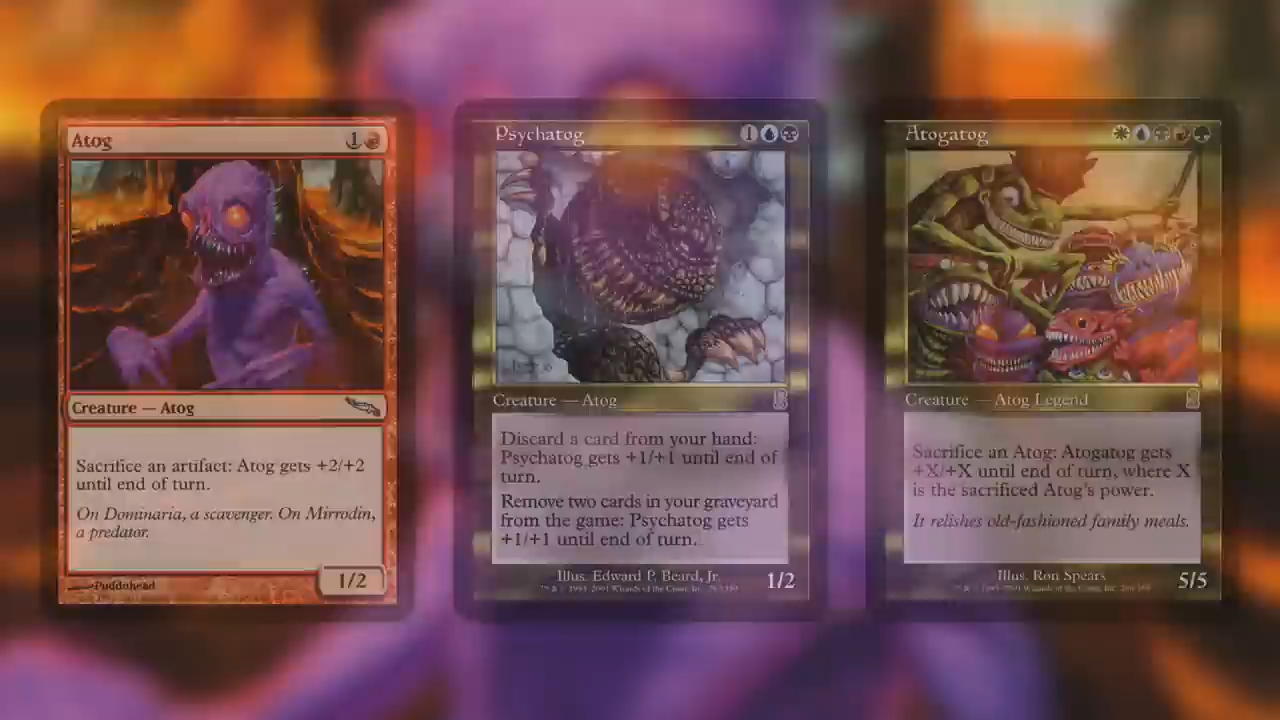 Atog
1
Creature — Atog
Sacrifice an artifact: Atog gets +2/+2
until end of turn.
On Dominaria, a scavenger. On Mirrodin,
a predator.
Puddnhead
1/2
Psychatog
1
Creature — Atog
Discard a card from your hand:
Psychatog gets +1/+1 until end of
turn.
Remove two cards in your graveyard
from the game: Psychatog gets
+1/+1 until end of turn.
Illus. Edward P. Beard, Jr.
1/2
Atogatog
Creature — Atog Legend
Sacrifice an Atog: Atogatog gets
+X/+X until end of turn, where X
is the sacrificed Atog's power.
It relishes old-fashioned family meals.
Illus. Ron Spears
5/5